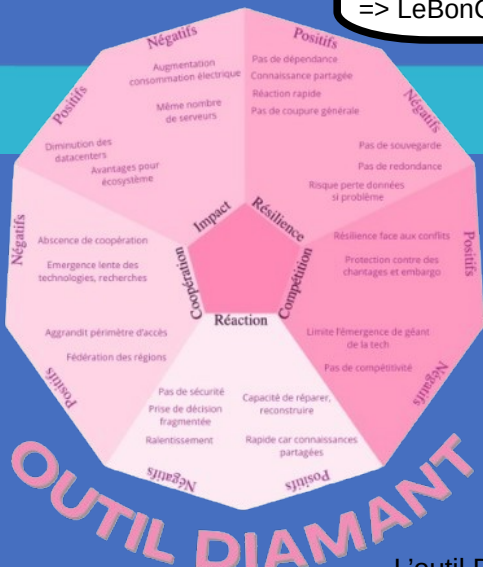 => LeBonC
Négatifs
Augmentation
consommation électrique
Même nombre
de serveurs
Positifs
Diminution des
datacenters
Avantages pour
écosystème
Impact
Positifs
Pas de dépendance
Connaissance partagée
Réaction rapide
Pas de coupure générale
Négatifs
Pas de souvegarde
Pas de redondance
Risque perte données
si problème
Résilience
Positifs
Résilience face aux conflits
Protection contre des
chantages et embargo
Négatifs
Limite l'émergence de géant
de la tech
Pas de compétitivité
Compétition
Réaction
Positifs
Capacité de réparer,
reconstruire
Rapide car connaissances
partagées
Négatifs
Pas de sécurité
Prise de décision
fragmentée
Ralentissement
Coopération
Positifs
Aggrandit périmètre d'accès
Fédération des régions
Négatifs
Abscence de coopération
Emergence lente des
technologies, recherches
OUTIL DIAMANT